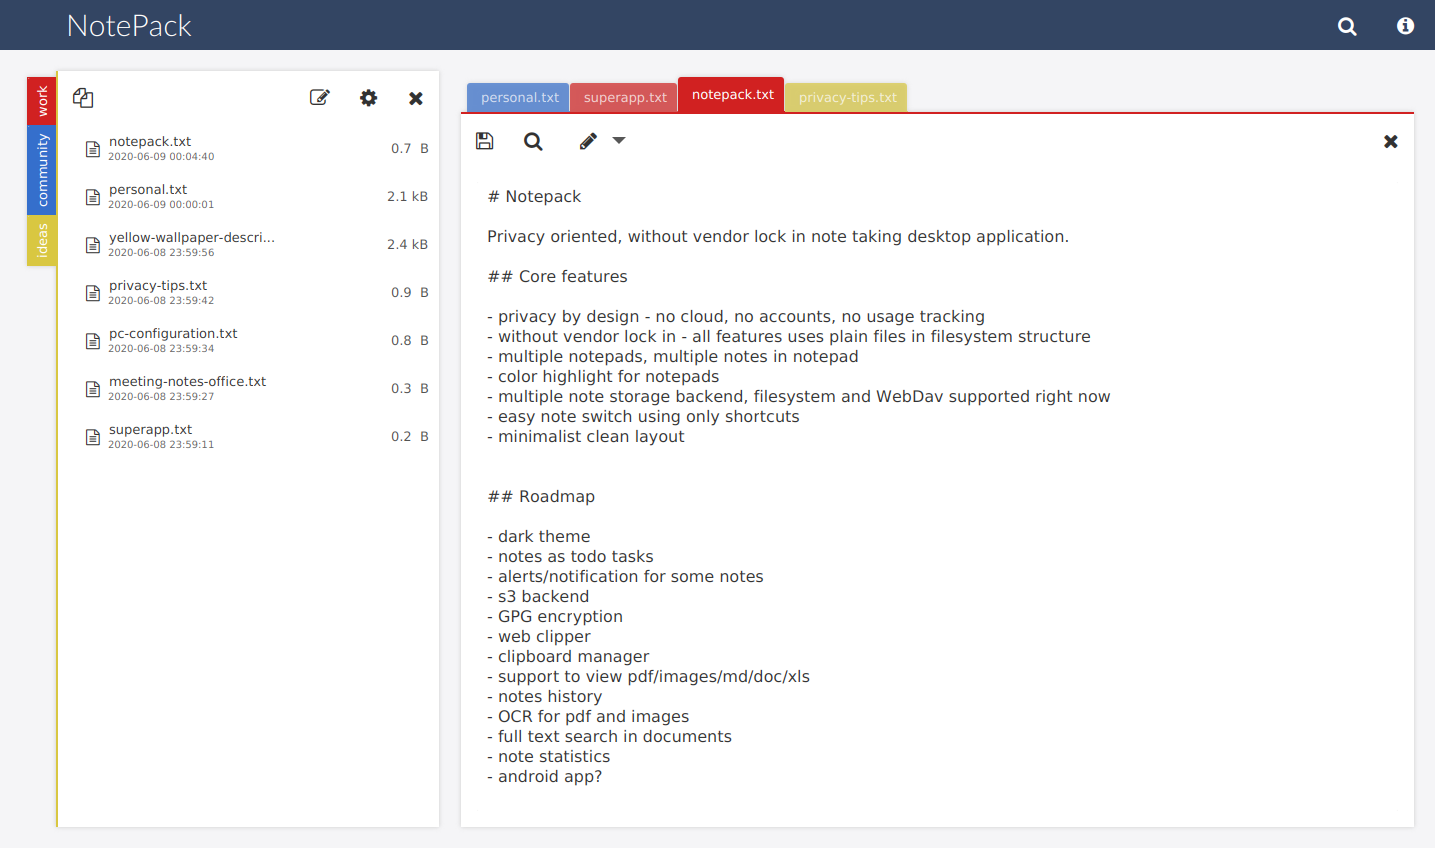 NotePack
work
community
ideas
notepack.txt
2020-06-09 00:04:40
0.7 B
personal.txt
2020-06-09 00:00:01
2.1 kB
yellow-wallpaper-descri...
2020-06-08 23:59:56
2.4 kB
privacy-tips.txt
2020-06-08 23:59:42
0.9 B
pc-configuration.txt
2020-06-08 23:59:34
0.8 B
meeting-notes-office.txt
2020-06-08 23:59:27
0.3 B
superapp.txt
2020-06-08 23:59:11
0.2 B
personal.txt
superapp.txt
notepack.txt
privacy-tips.txt
# Notepack
Privacy oriented, without vendor lock in note taking desktop application.
## Core features
- privacy by design - no cloud, no accounts, no usage tracking
- without vendor lock in - all features uses plain files in filesystem structure
- multiple notepads, multiple notes in notepad
- color highlight for notepads
- multiple note storage backend, filesystem and WebDav supported right now
- easy note switch using only shortcuts
- minimalist clean layout
## Roadmap
- dark theme
- notes as todo tasks
- alerts/notification for some notes
- s3 backend
- GPG encryption
- web clipper
- clipboard manager
- support to view pdf/images/md/doc/xls
- notes history
- OCR for pdf and images
- full text search in documents
- note statistics
- android app?